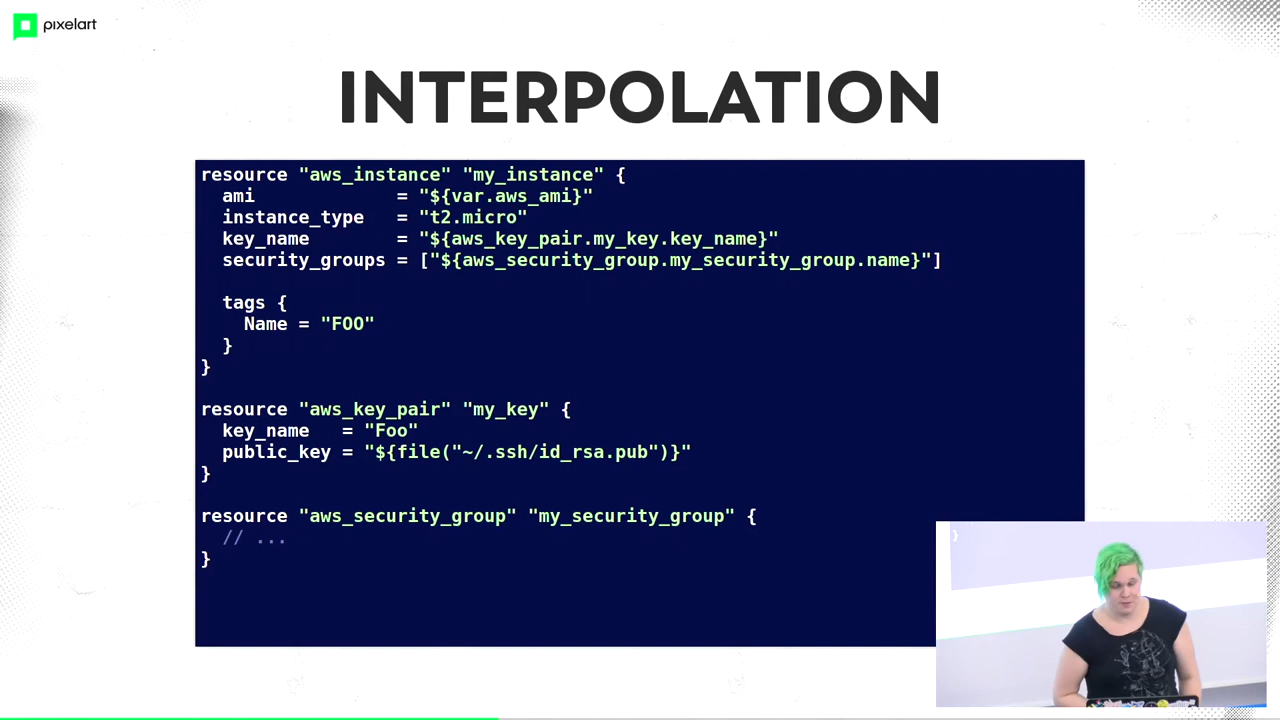 pixelart
INTERPOLATION
resource "aws_instance" "my_instance" {
  ami             = "${var.aws_ami}"
  instance_type   = "t2.micro"
  key_name        = "${aws_key_pair.my_key.key_name}"
  security_groups = ["${aws_security_group.my_security_group.name}"]

  tags {
    Name = "FOO"
  }
}

resource "aws_key_pair" "my_key" {
  key_name   = "Foo"
  public_key = "${file("~/.ssh/id_rsa.pub")}"
}

resource "aws_security_group" "my_security_group" {
  // ...
}
}